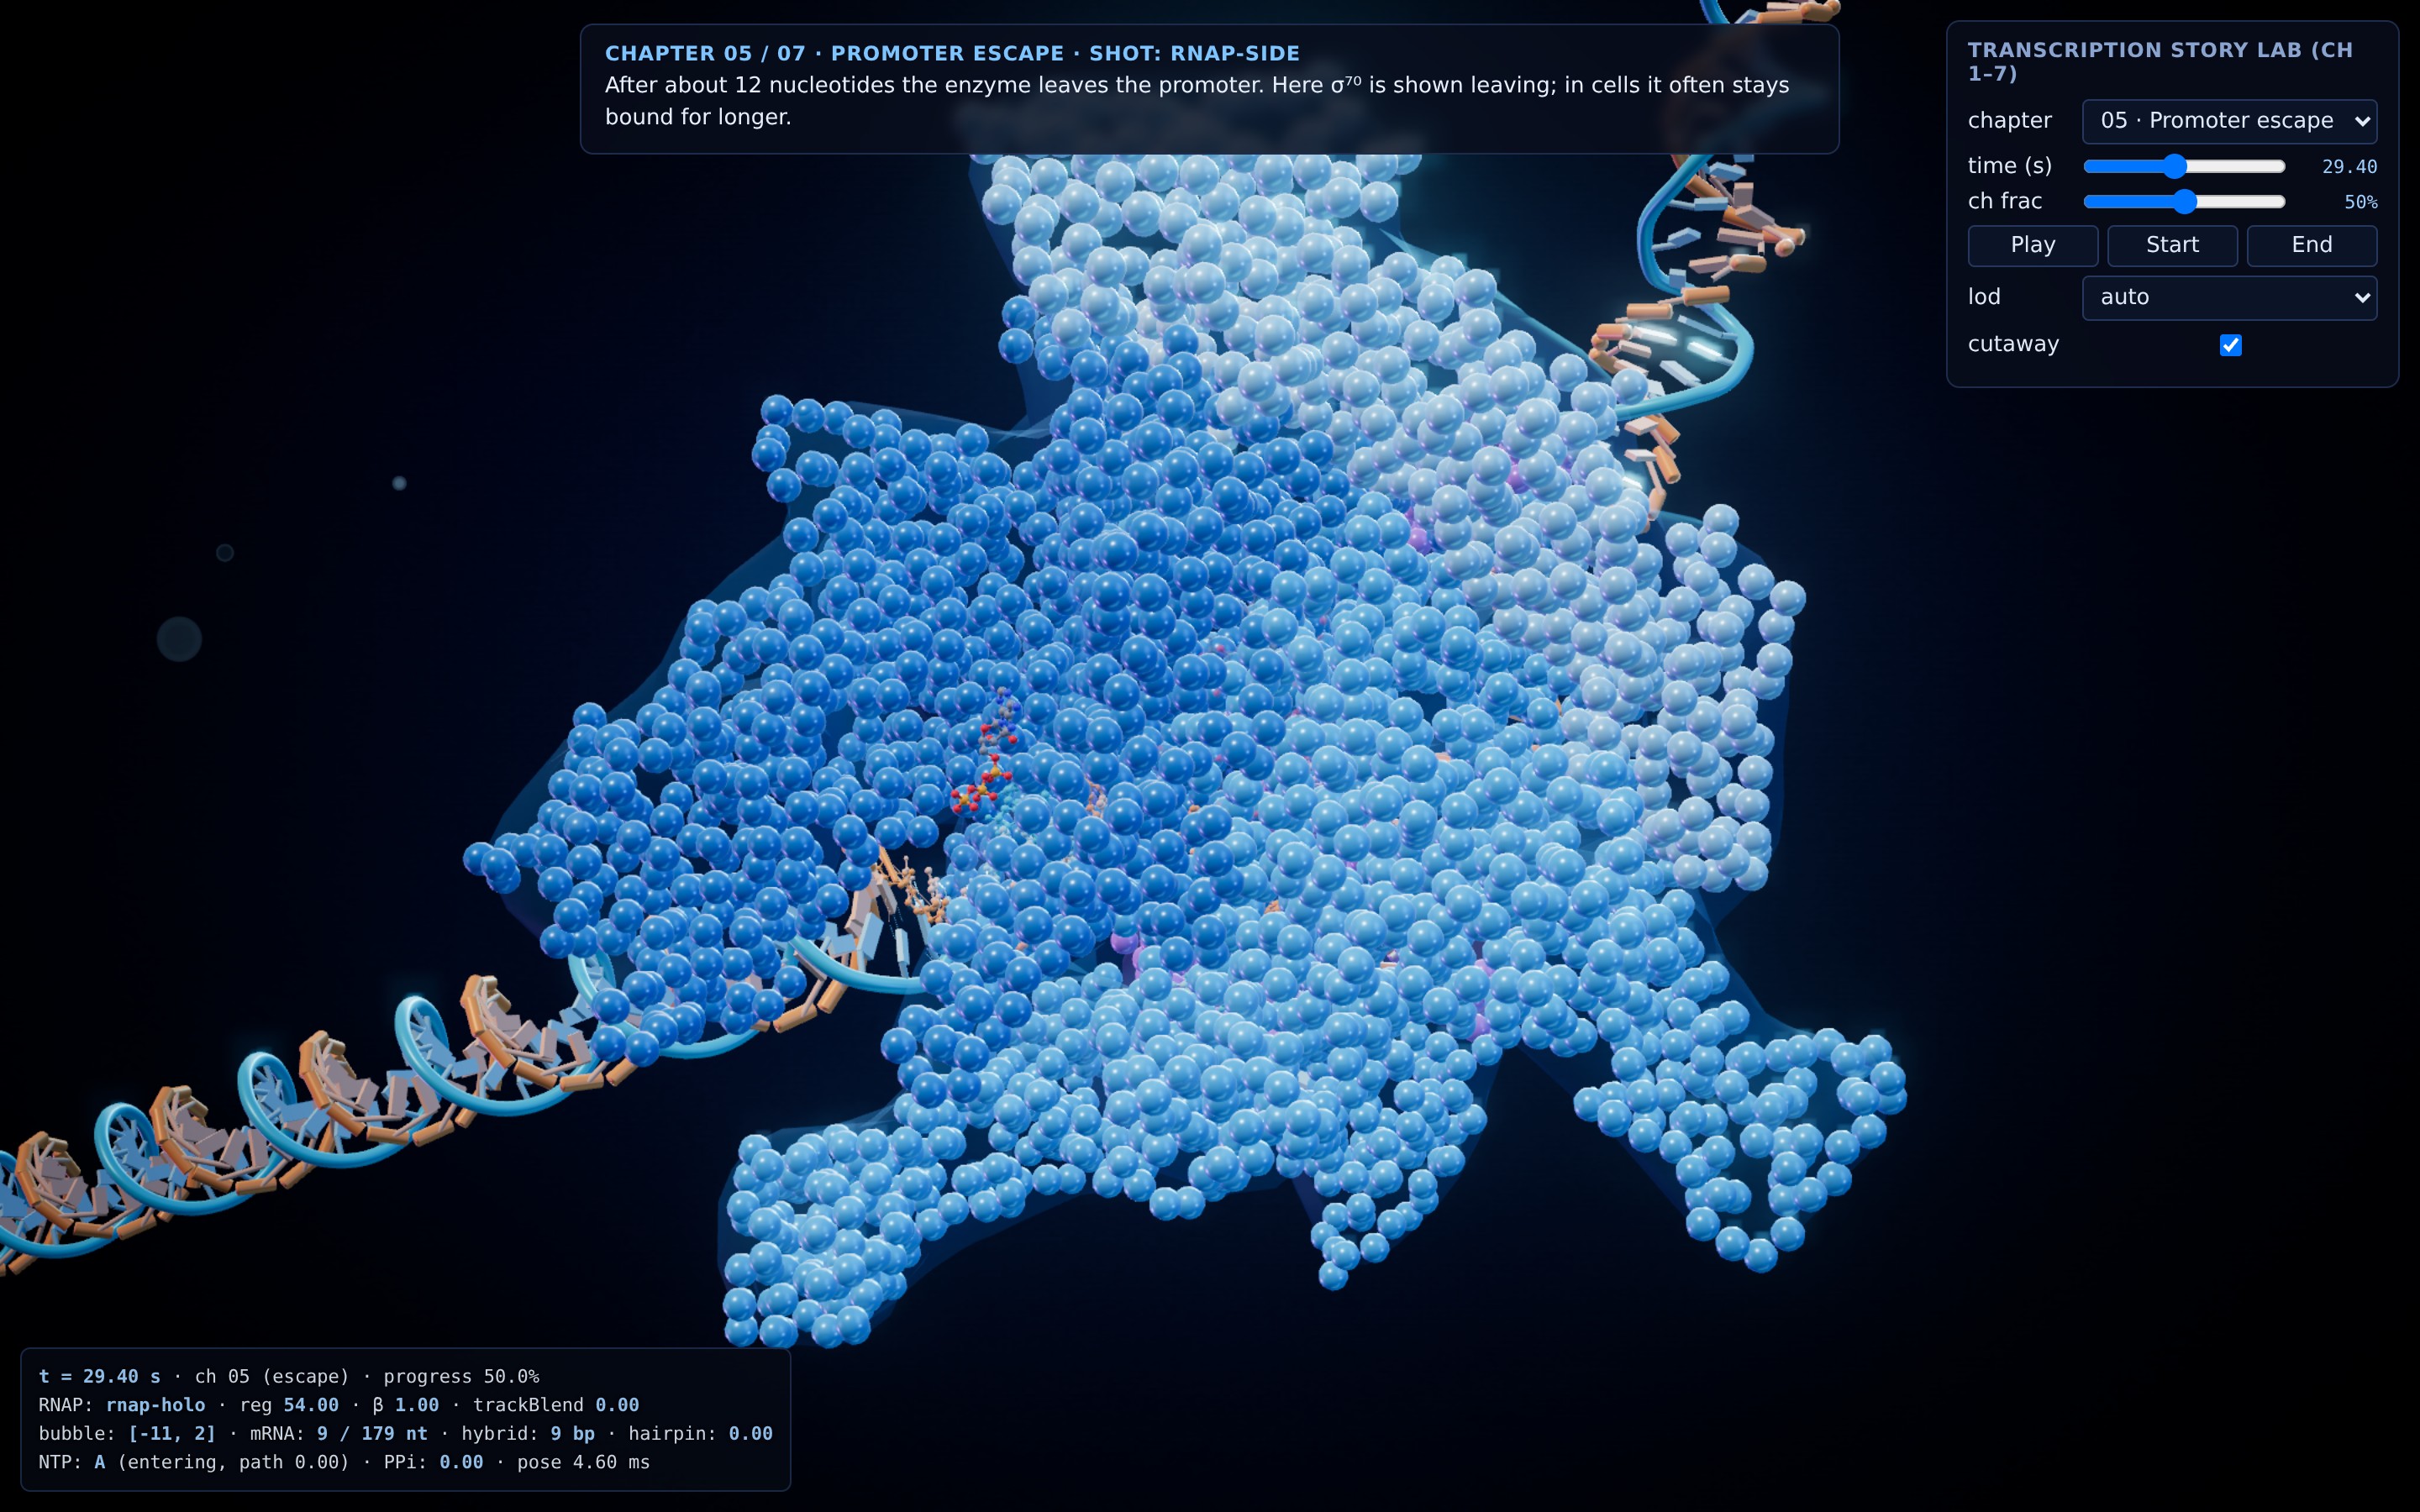 CHAPTER 05 / 07 · PROMOTER ESCAPE · SHOT: RNAP-SIDE
After about 12 nucleotides the enzyme leaves the promoter. Here σ⁷⁰ is shown leaving; in cells it often stays
bound for longer.
TRANSCRIPTION STORY LAB (CH
1–7)
chapter 05 · Promoter escape
time (s) 29.40
ch frac 50%
Play Start End
lod auto
cutaway
t = 29.40 s · ch 05 (escape) · progress 50.0%
RNAP: rnap-holo · reg 54.00 · β 1.00 · trackBlend 0.00
bubble: [-11, 2] · mRNA: 9 / 179 nt · hybrid: 9 bp · hairpin: 0.00
NTP: A (entering, path 0.00) · PPi: 0.00 · pose 4.60 ms